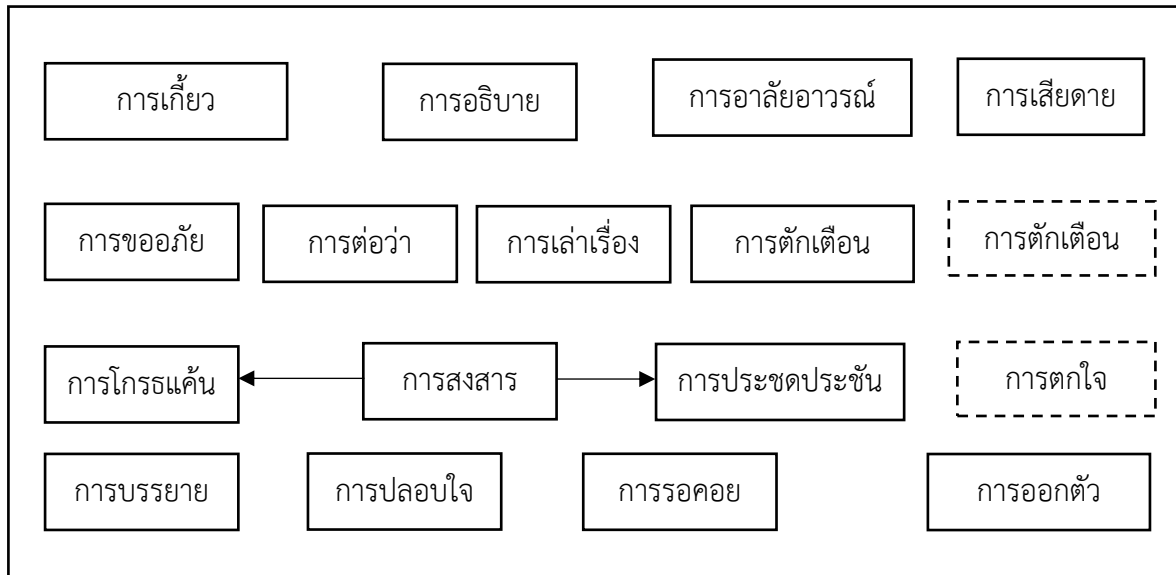 การเกี้ยว
การอธิบาย
การอาลัยอาวรณ์
การเสียดาย
การขออภัย
การต่อว่า
การเล่าเรื่อง
การตักเตือน
การตักเตือน
การโกรธแค้น
การสงสาร
การประชดประชัน
การตกใจ
การบรรยาย
การปลอบใจ
การรอคอย
การออกตัว